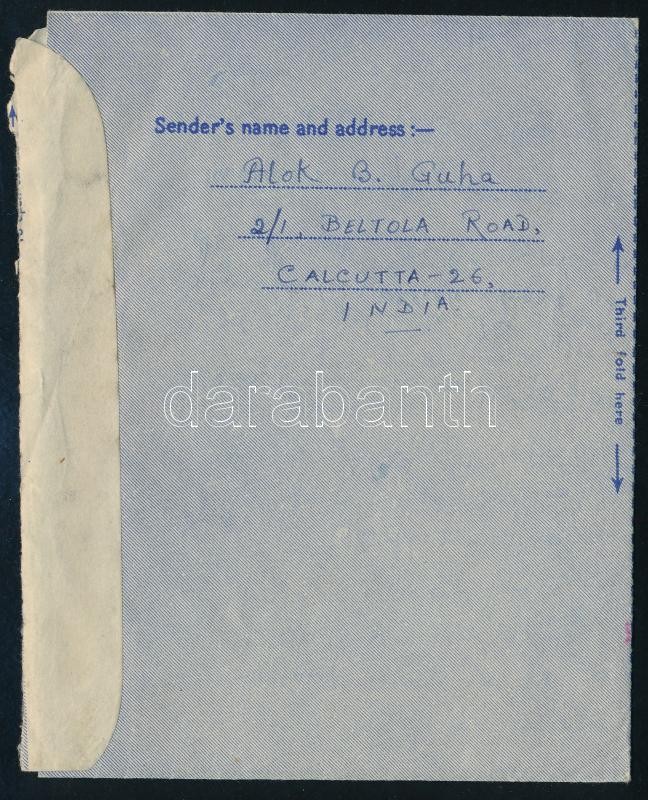 Sender's name and address:—
Alok B. Guha
2/1, BELTOLA ROAD,
CALCUTTA-26,
INDIA.
Third fold here
darabanth